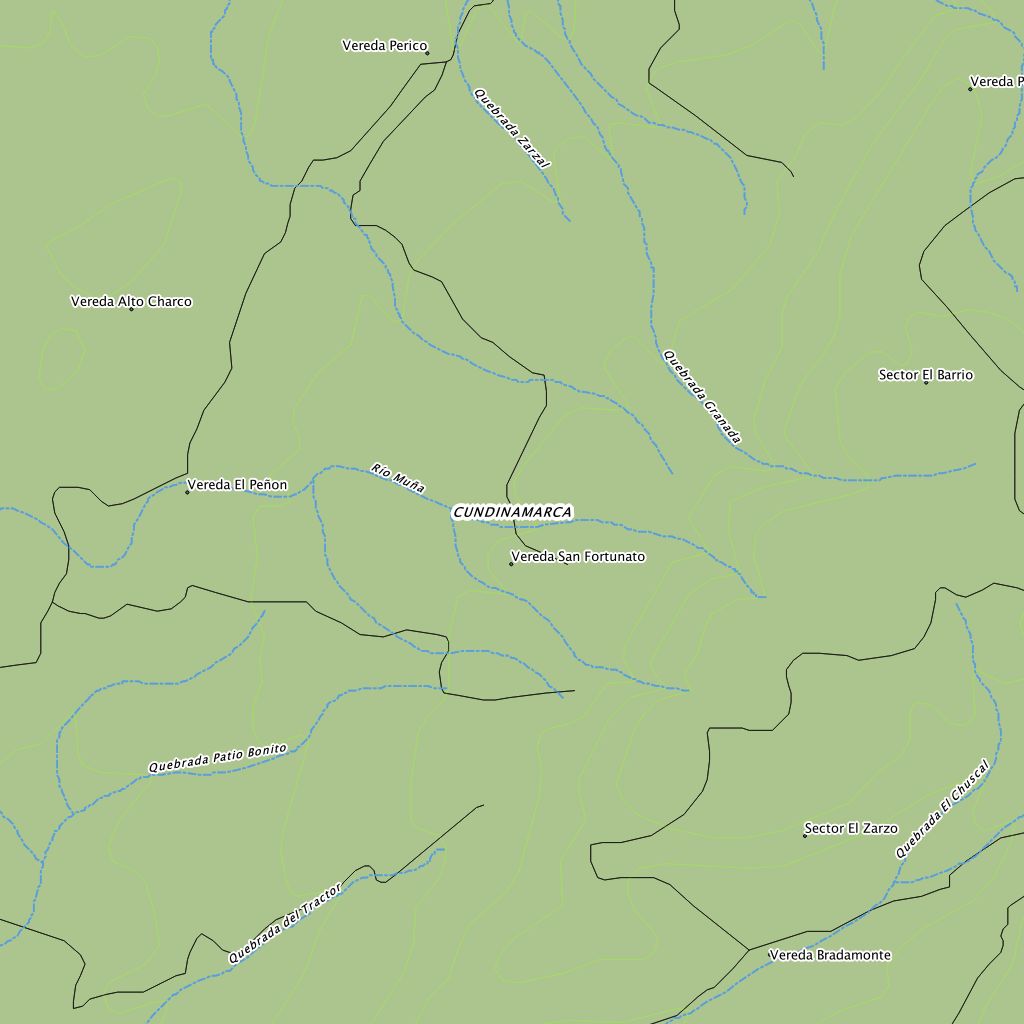 Vereda Perico
Vereda P
Quebrada Zarzal
Vereda Alto Charco
Quebrada Granada
Sector El Barrio
Río Muña
Vereda El Peñon
CUNDINAMARCA
Vereda San Fortunato
Quebrada Patio Bonito
Quebrada El Chuscal
Sector El Zarzo
Quebrada del Tractor
Vereda Bradamonte